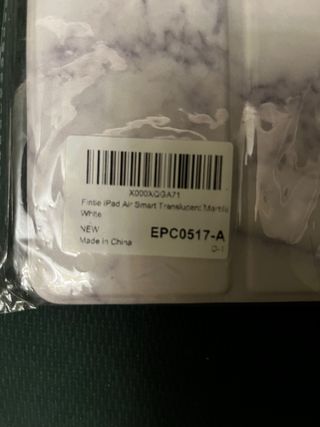 X000XQGA71
Fintie iPad Air Smart Translucent Marble
White
NEW
Made in China
EPC0517-A